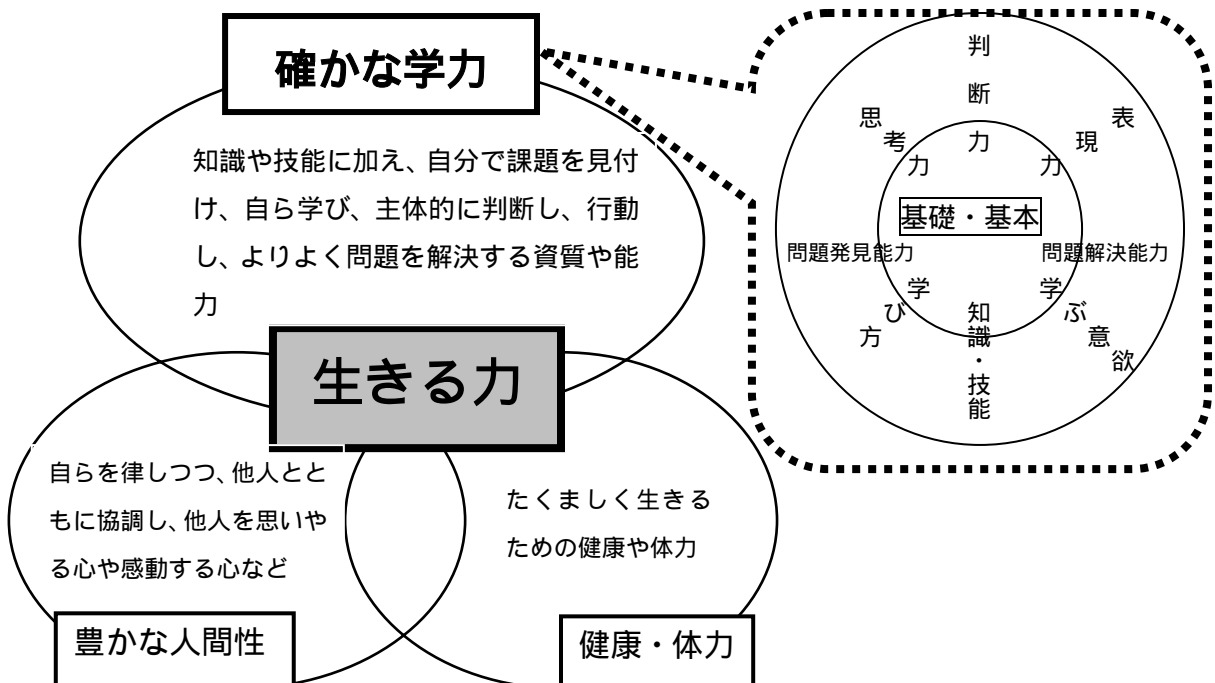 確かな学力
知識や技能に加え、自分で課題を見付
け、自ら学び、主体的に判断し、行動
し、よりよく問題を解決する資質や能
力
生きる力
自らを律しつつ、他人とと
もに協調し、他人を思いや
る心や感動する心など
豊かな人間性
たくましく生きる
ための健康や体力
健康・体力
判断力
思考力
表現力
基礎・基本
問題発見能力
問題解決能力
学び方
知識・技能
学ぶ意欲